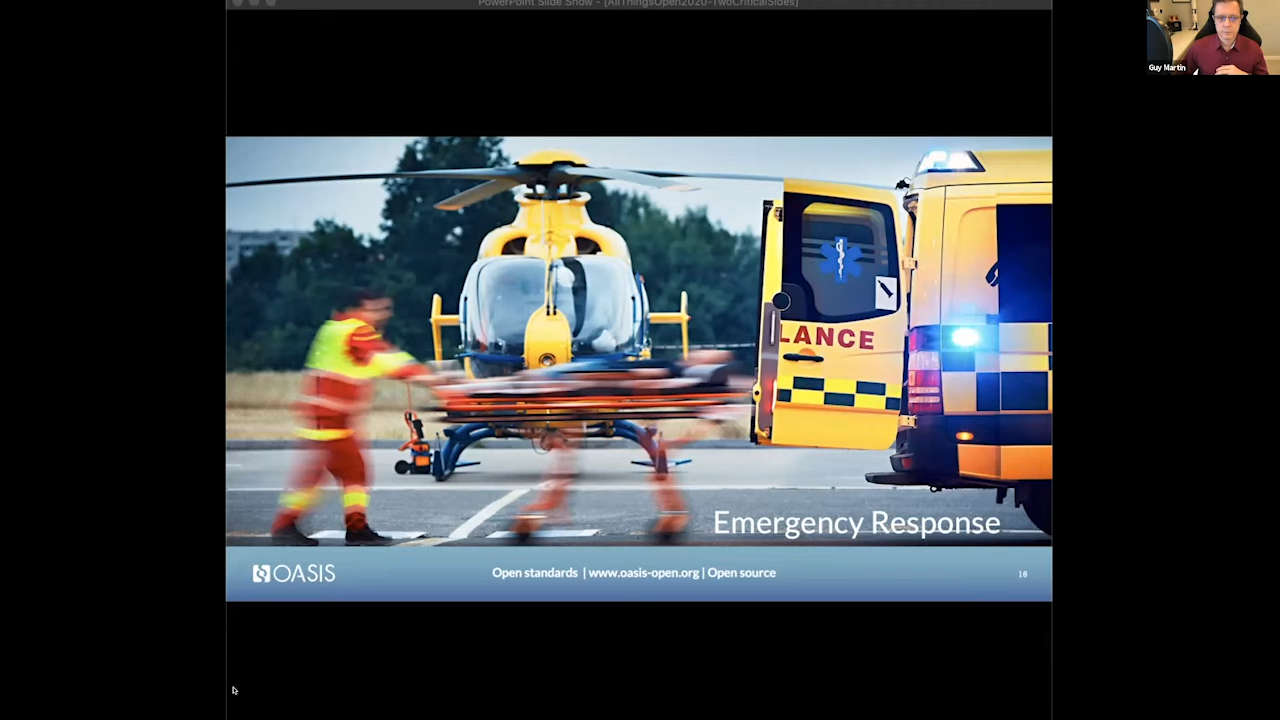 PowerPoint Slide Show - [AllThingsOpen2020-TwoCriticalSides]
Guy Martin
LANCE
Emergency Response
OASIS
Open standards | www.oasis-open.org | Open source
16